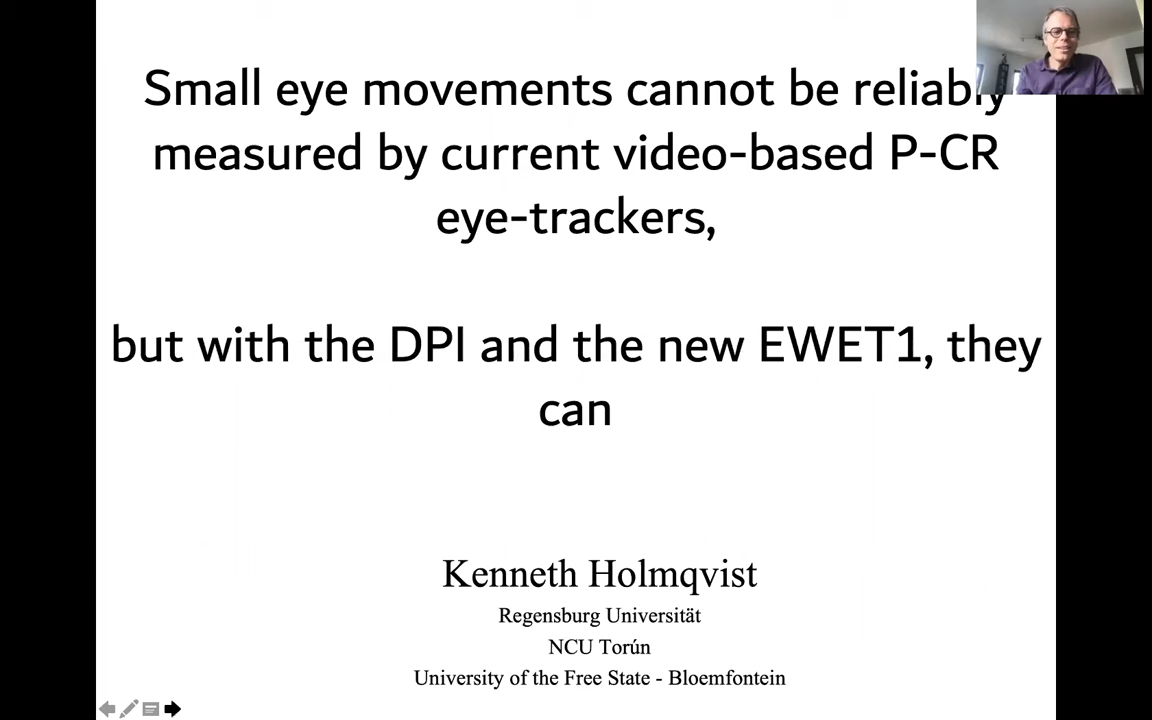 Small eye movements cannot be reliably
measured by current video-based P-CR
eye-trackers,
but with the DPI and the new EWET1, they
can
Kenneth Holmqvist
Regensburg Universität
NCU Torún
University of the Free State - Bloemfontein